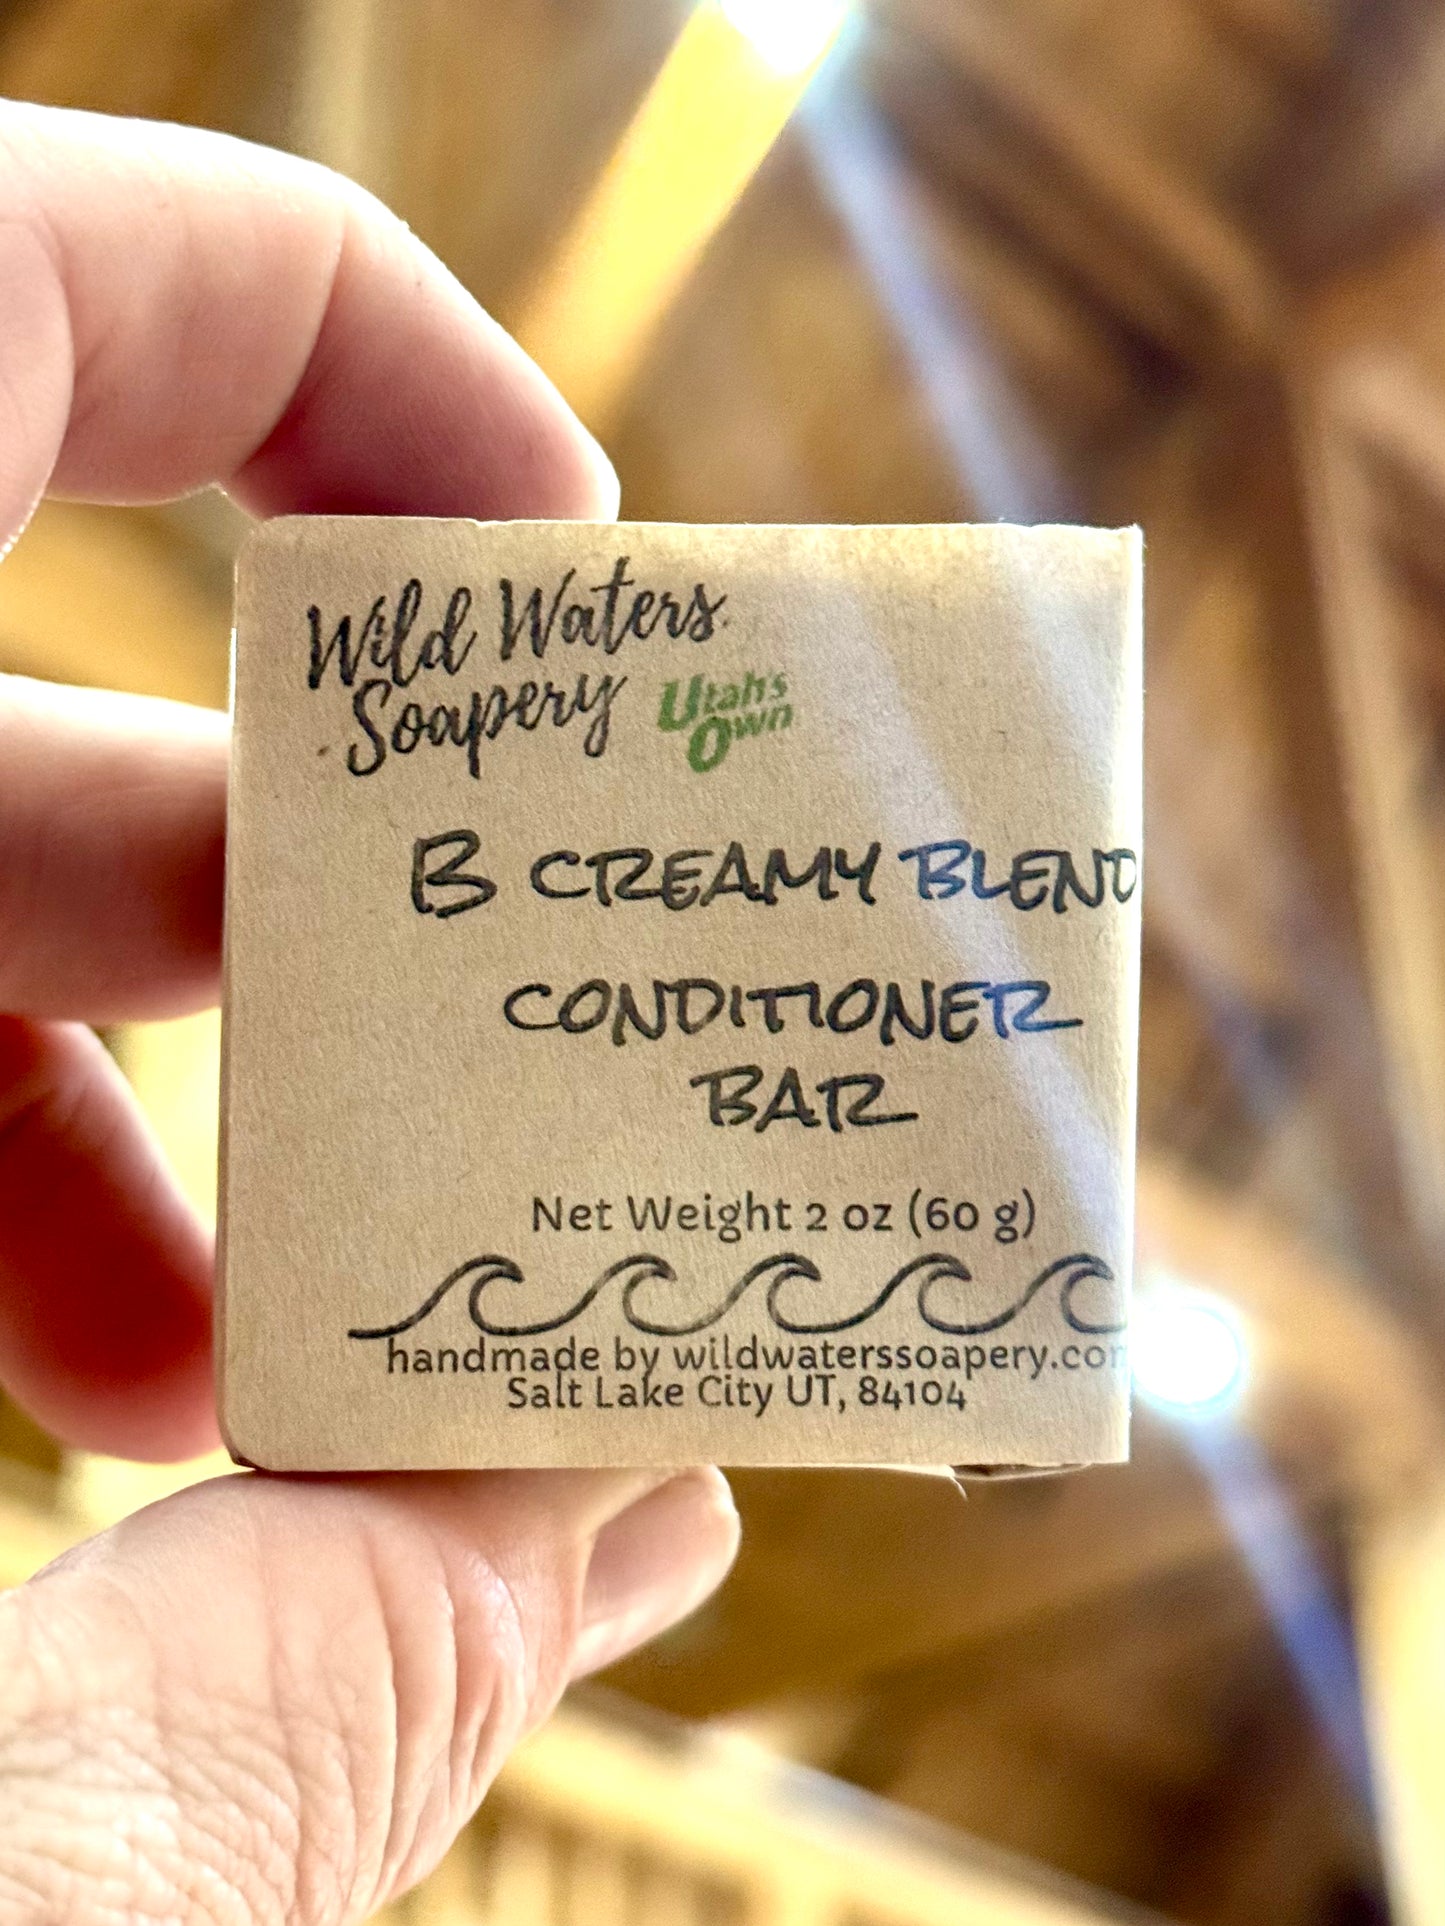 Wild Waters
Soapery
Utah's
Own
B CREAMY BLEND
CONDITIONER
BAR
Net Weight 2 oz (60 g)
handmade by wildwaterssoapery.com
Salt Lake City UT, 84104